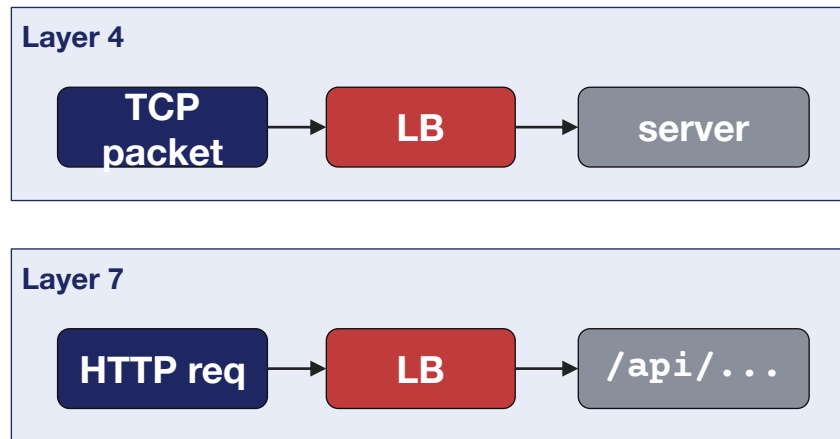 Layer 4
TCP
packet
LB
server
Layer 7
HTTP req
LB
/api/...